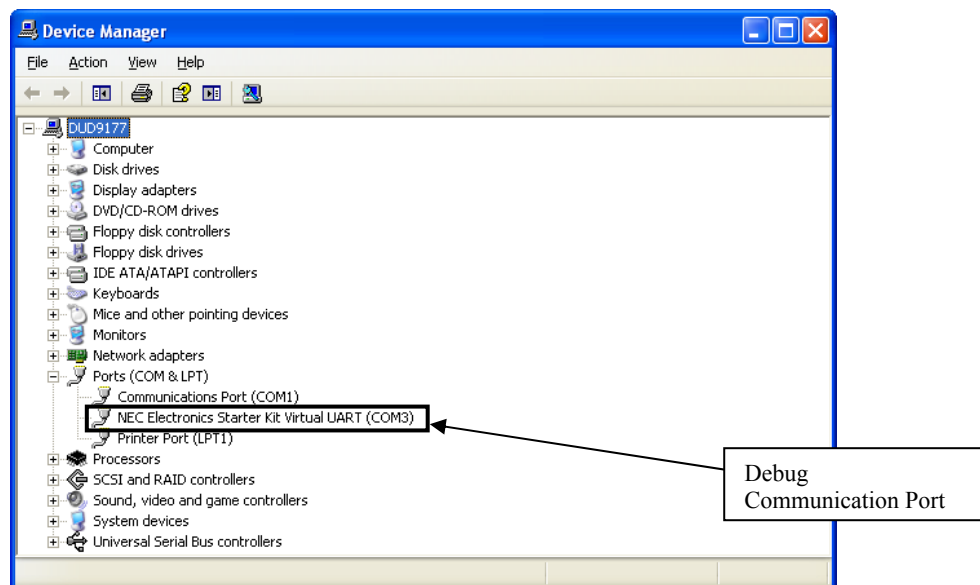 Device Manager
File Action View Help
DUD9177
Computer
Disk drives
Display adapters
DVD/CD-ROM drives
Floppy disk controllers
Floppy disk drives
IDE ATA/ATAPI controllers
Keyboards
Mice and other pointing devices
Monitors
Network adapters
Ports (COM & LPT)
Communications Port (COM1)
NEC Electronics Starter Kit Virtual UART (COM3)
Printer Port (LPT1)
Processors
SCSI and RAID controllers
Sound, video and game controllers
System devices
Universal Serial Bus controllers
Debug
Communication Port